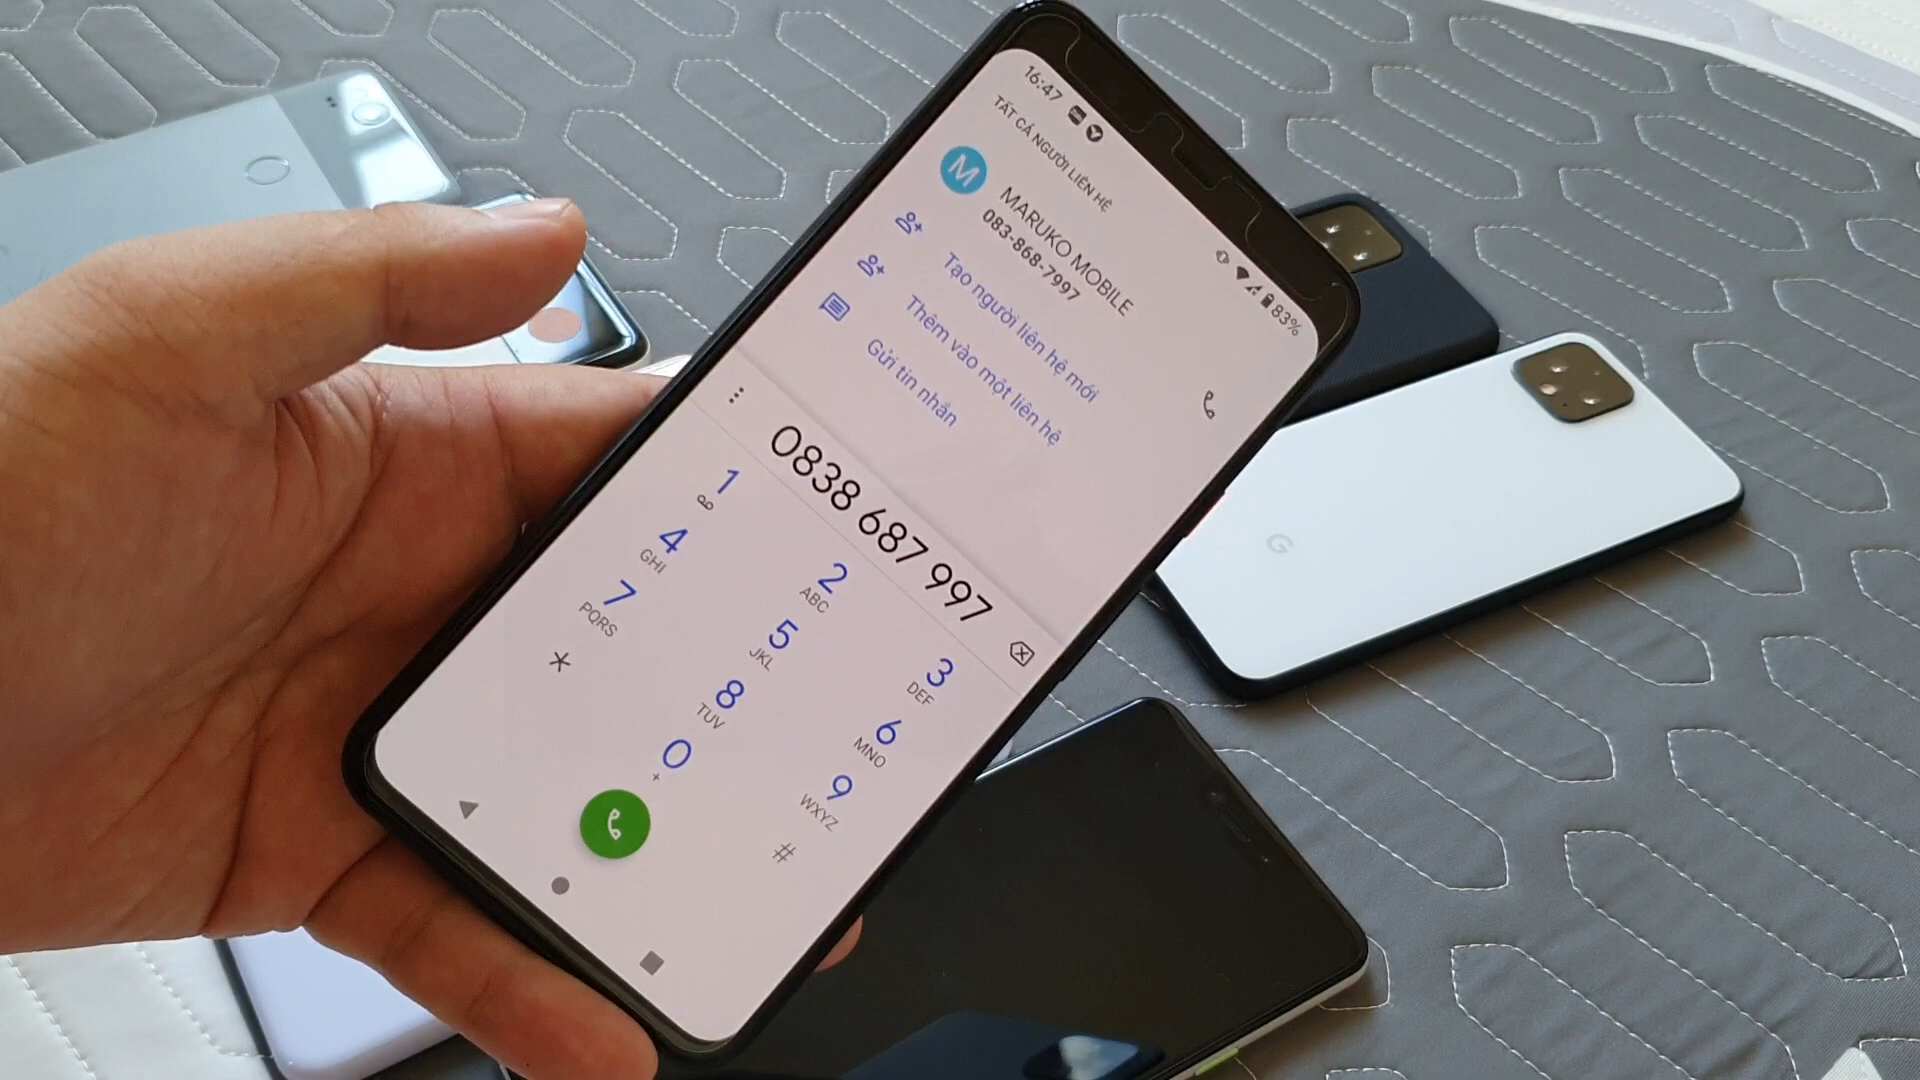 16:47
83%
TẤT CẢ NGƯỜI LIÊN HỆ
M
MARUKO MOBILE
083-868-7997
Tạo người liên hệ mới
Thêm vào một liên hệ
Gửi tin nhắn
0838 687 997
1
2
ABC
3
DEF
4
GHI
5
JKL
6
MNO
7
PQRS
8
TUV
9
WXYZ
*
0
+
#
G